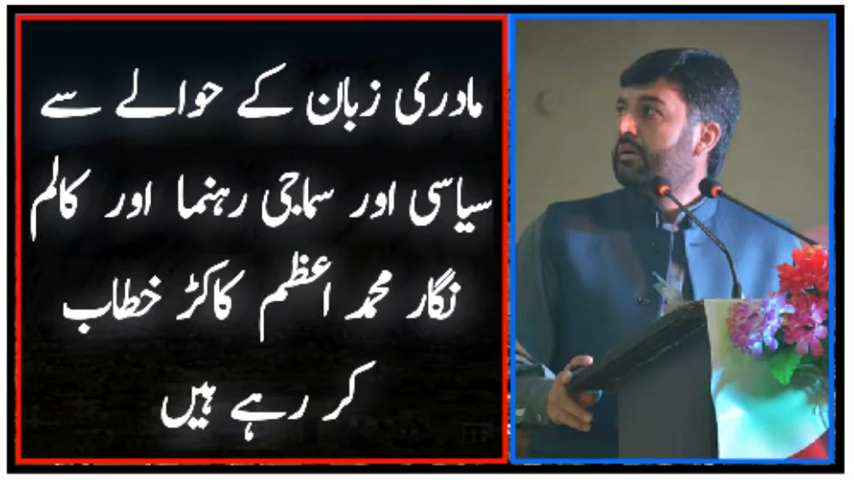 مادری زبان کے حوالے سے
سیاسی اور سماجی رہنما اور کالم
نگار محمد اعظم کاکڑ خطاب
کر رہے ہیں